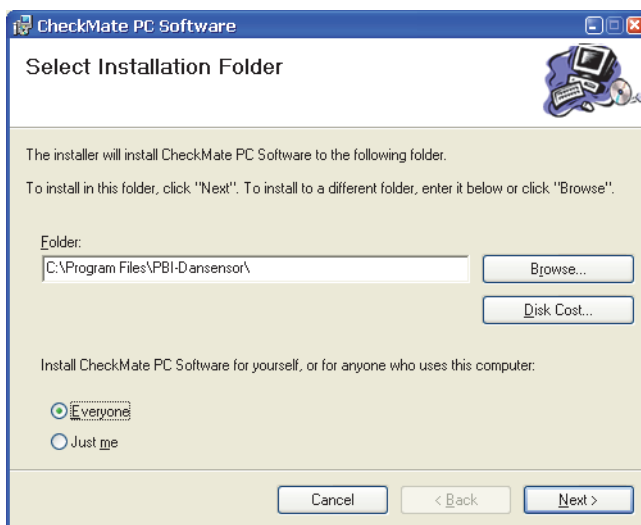 CheckMate PC Software
Select Installation Folder
The installer will install CheckMate PC Software to the following folder.
To install in this folder, click "Next". To install to a different folder, enter it below or click "Browse".
Folder:
C:\Program Files\PBI-Dansensor\
Browse...
Disk Cost...
Install CheckMate PC Software for yourself, or for anyone who uses this computer:
Everyone
Just me
Cancel
< Back
Next >